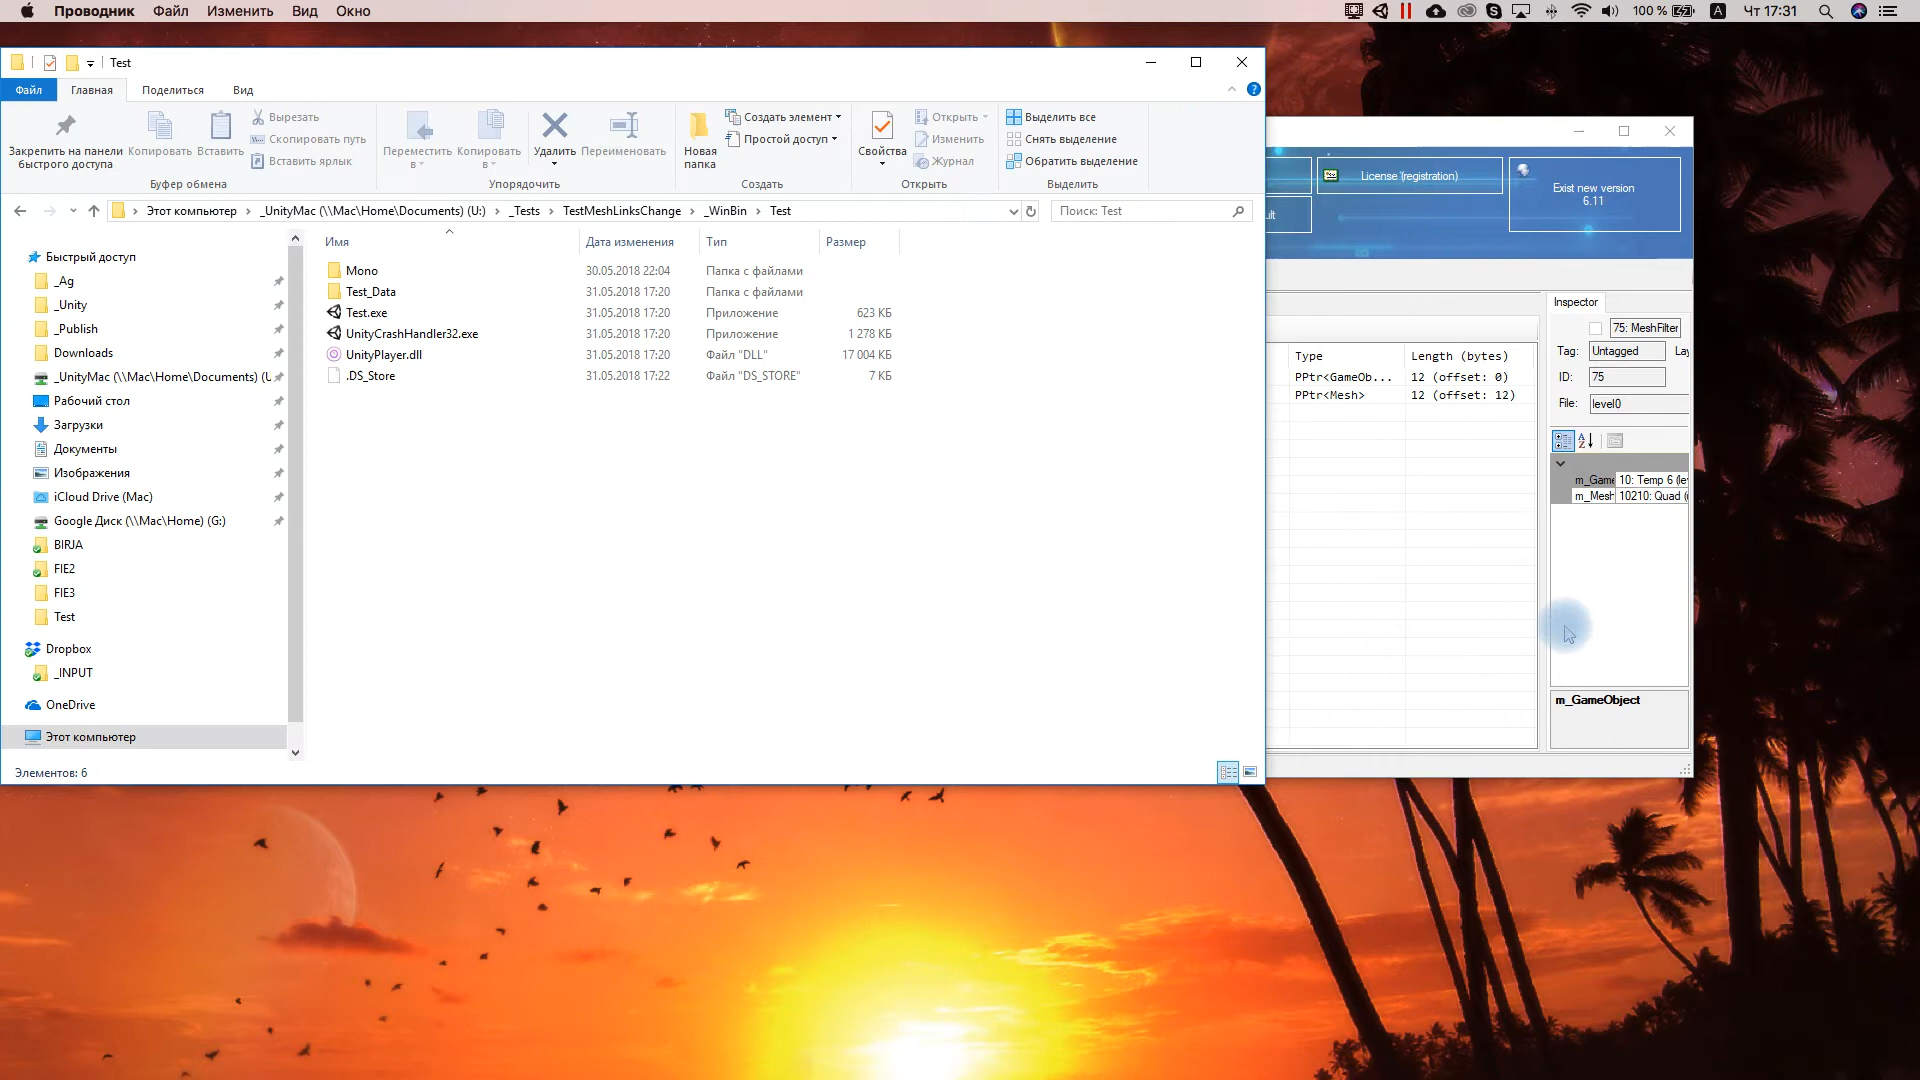 Проводник Файл Изменить Вид Окно
100 % A Чт 17:31
Test
Файл Главная Поделиться Вид
Закрепить на панели быстрого доступа
Копировать
Вставить
Вырезать
Скопировать путь
Вставить ярлык
Буфер обмена
Переместить в
Копировать в
Удалить
Переименовать
Упорядочить
Новая папка
Создать элемент
Простой доступ
Создать
Свойства
Открыть
Изменить
Журнал
Открыть
Выделить все
Снять выделение
Обратить выделение
Выделить
Этот компьютер _UnityMac (\\Mac\Home\Documents) (U:) _Tests TestMeshLinksChange _WinBin Test
Поиск: Test
Имя Дата изменения Тип Размер
Mono 30.05.2018 22:04 Папка с файлами
Test_Data 31.05.2018 17:20 Папка с файлами
Test.exe 31.05.2018 17:20 Приложение 623 КБ
UnityCrashHandler32.exe 31.05.2018 17:20 Приложение 1 278 КБ
UnityPlayer.dll 31.05.2018 17:20 Файл "DLL" 17 004 КБ
.DS_Store 31.05.2018 17:22 Файл "DS_STORE" 7 КБ
Быстрый доступ
_Ag
_Unity
_Publish
Downloads
_UnityMac (\\Mac\Home\Documents) (U
Рабочий стол
Загрузки
Документы
Изображения
iCloud Drive (Mac)
Google Диск (\\Mac\Home) (G:)
BIRJA
FIE2
FIE3
Test
Dropbox
_INPUT
OneDrive
Этот компьютер
Элементов: 6
License (registration)
Exist new version
6.11
ult
Type Length (bytes)
PPtr<GameOb... 12 (offset: 0)
PPtr<Mesh> 12 (offset: 12)
Inspector
75: MeshFilter
Tag: Untagged Lay
ID: 75
File: level0
m_Game 10: Temp 6 (le
m_Mesh 10210: Quad (
m_GameObject